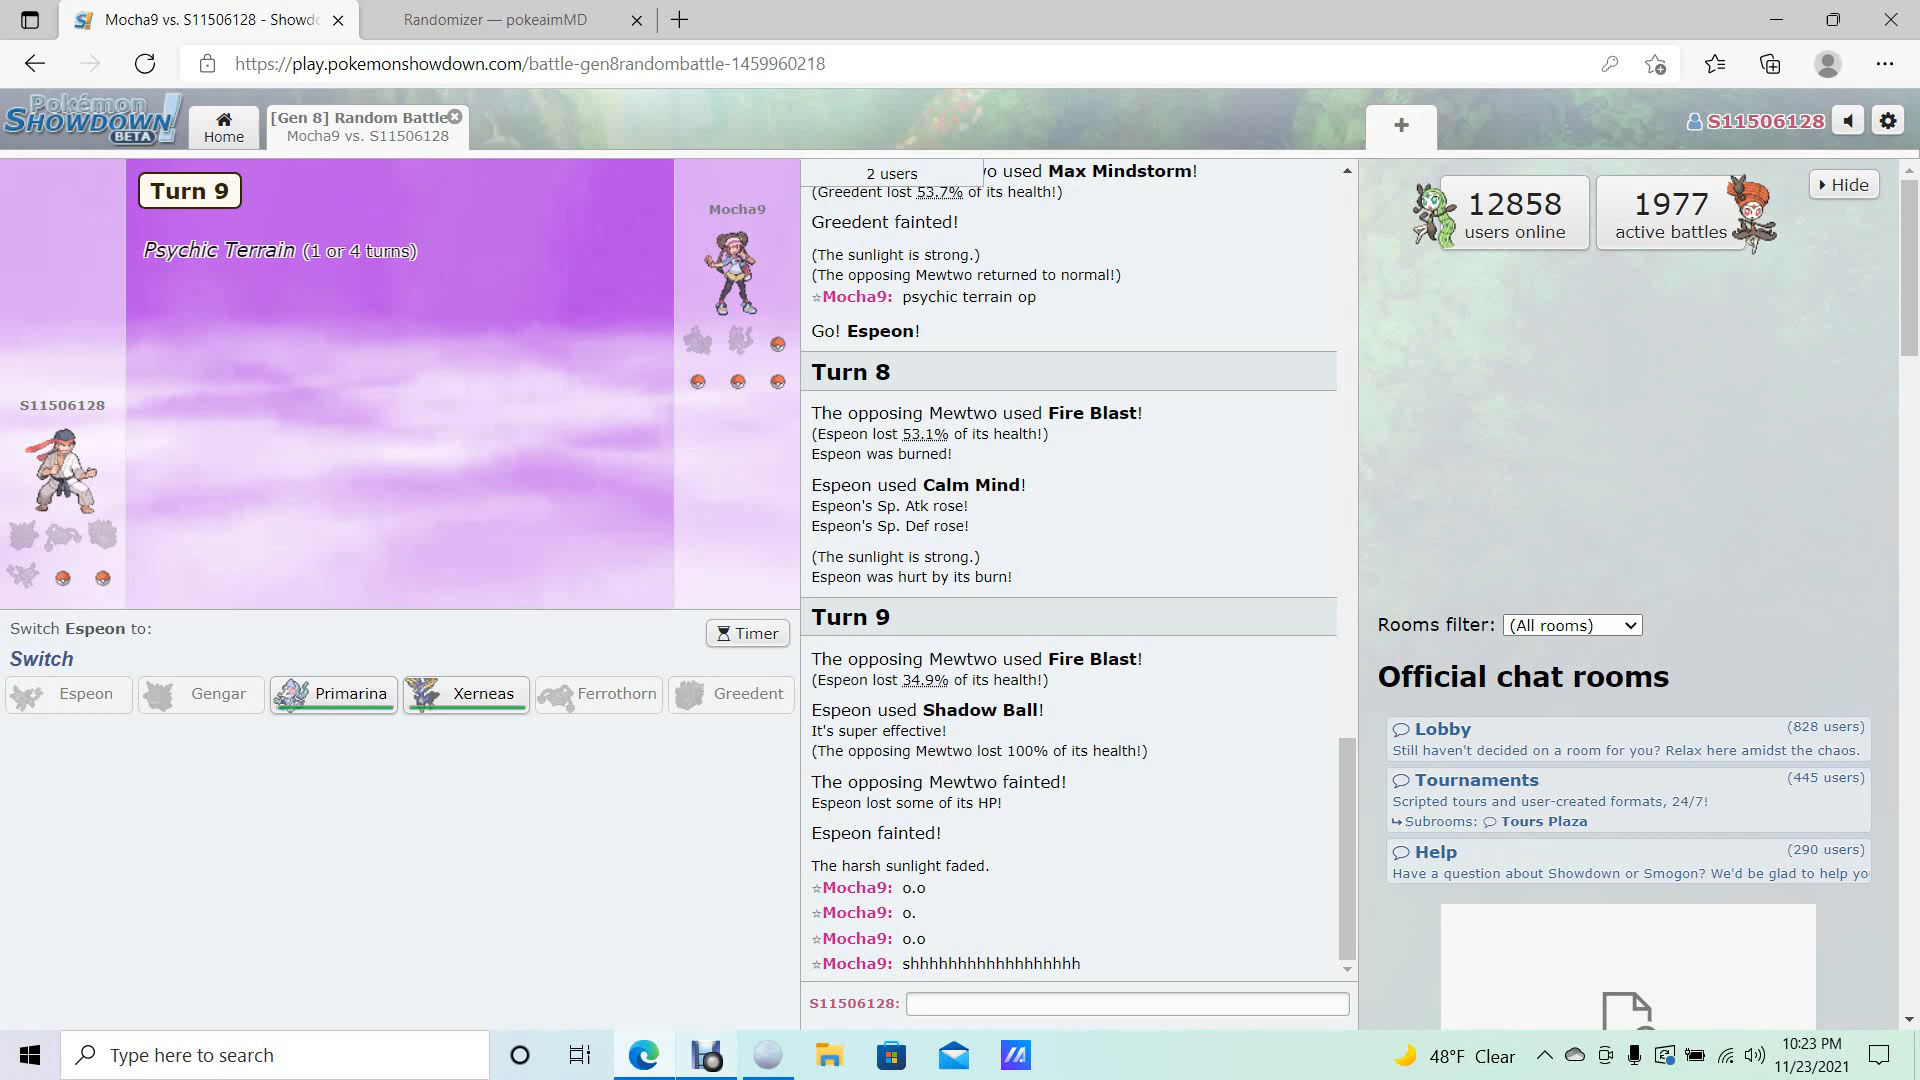 Mocha9 vs. S11506128 - Showdo
Randomizer — pokeaimMD
https://play.pokemonshowdown.com/battle-gen8randombattle-1459960218
Pokémon
SHOWDOWN!
BETA
Home
[Gen 8] Random Battle
Mocha9 vs. S11506128
+
S11506128
Turn 9
Psychic Terrain (1 or 4 turns)
Mocha9
S11506128
Switch Espeon to:
Timer
Switch
Espeon
Gengar
Primarina
Xerneas
Ferrothorn
Greedent
2 users
o used Max Mindstorm!
(Greedent lost 53.7% of its health!)
Greedent fainted!
(The sunlight is strong.)
(The opposing Mewtwo returned to normal!)
☆Mocha9: psychic terrain op
Go! Espeon!
Turn 8
The opposing Mewtwo used Fire Blast!
(Espeon lost 53.1% of its health!)
Espeon was burned!
Espeon used Calm Mind!
Espeon's Sp. Atk rose!
Espeon's Sp. Def rose!
(The sunlight is strong.)
Espeon was hurt by its burn!
Turn 9
The opposing Mewtwo used Fire Blast!
(Espeon lost 34.9% of its health!)
Espeon used Shadow Ball!
It's super effective!
(The opposing Mewtwo lost 100% of its health!)
The opposing Mewtwo fainted!
Espeon lost some of its HP!
Espeon fainted!
The harsh sunlight faded.
☆Mocha9: o.o
☆Mocha9: o.
☆Mocha9: o.o
☆Mocha9: shhhhhhhhhhhhhhhhhh
S11506128:
12858
users online
1977
active battles
Hide
Rooms filter: (All rooms)
Official chat rooms
Lobby (828 users)
Still haven't decided on a room for you? Relax here amidst the chaos.
Tournaments (445 users)
Scripted tours and user-created formats, 24/7!
↳Subrooms: Tours Plaza
Help (290 users)
Have a question about Showdown or Smogon? We'd be glad to help yo
Type here to search
48°F Clear
10:23 PM
11/23/2021